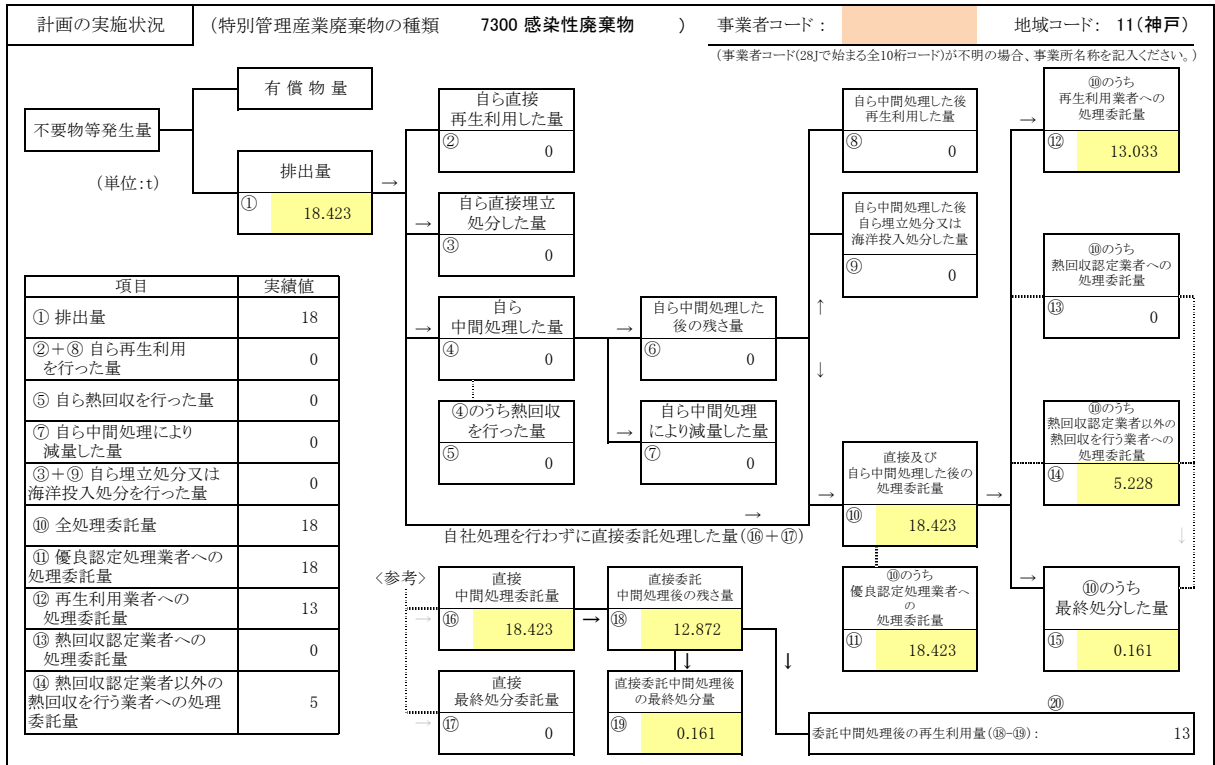 計画の実施状況 (特別管理産業廃棄物の種類 7300 感染性廃棄物 ) 事業者コード: 地域コード: 11(神戸)
(事業者コード(28Jで始まる全10桁コード)が不明の場合、事業所名称を記入ください。)
不要物等発生量
(単位:t)
有 償 物 量
排出量
① 18.423
→
自ら直接
再生利用した量
② 0
→
自ら直接埋立
処分した量
③ 0
→
自ら
中間処理した量
④ 0
④のうち熱回収
を行った量
⑤ 0
→
自ら中間処理した
後の残さ量
⑥ 0
→
自ら中間処理
により減量した量
⑦ 0
自ら中間処理した後
再生利用した量
⑧ 0
自ら中間処理した後
自ら埋立処分又は
海洋投入処分した量
⑨ 0
↑
↓
→
自社処理を行わずに直接委託処理した量(⑯+⑰)
→
直接及び
自ら中間処理した後の
処理委託量
⑩ 18.423
⑩のうち
優良認定処理業者へ
の
処理委託量
⑪ 18.423
→
→
⑩のうち
再生利用業者への
処理委託量
⑫ 13.033
⑩のうち
熱回収認定業者への
処理委託量
⑬ 0
⑩のうち
熱回収認定業者以外の
熱回収を行う業者への
処理委託量
⑭ 5.228
↓
→
⑩のうち
最終処分した量
⑮ 0.161
項目 実績値
① 排出量 18
②+⑧ 自ら再生利用
を行った量 0
⑤ 自ら熱回収を行った量 0
⑦ 自ら中間処理により
減量した量 0
③+⑨ 自ら埋立処分又は
海洋投入処分を行った量 0
⑩ 全処理委託量 18
⑪ 優良認定処理業者への
処理委託量 18
⑫ 再生利用業者への
処理委託量 13
⑬ 熱回収認定業者への
処理委託量 0
⑭ 熱回収認定業者以外の
熱回収を行う業者への処理
委託量 5
<参考>
→
直接
中間処理委託量
⑯ 18.423
→
直接委託
中間処理後の残さ量
⑱ 12.872
→
直接
最終処分委託量
⑰ 0
↓
直接委託中間処理後
の最終処分量
⑲ 0.161
↓
⑳
委託中間処理後の再生利用量(⑱-⑲): 13